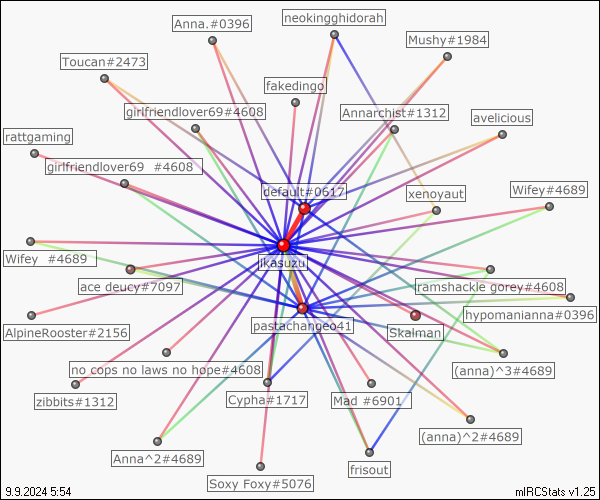 neokingghidorah
Anna.#0396
Mushy#1984
Toucan#2473
fakedingo
girlfriendlover69#4608
Annarchist#1312
avelicious
rattgaming
girlfriendlover69 #4608
default#0617
xenoyaut
Wifey#4689
Wifey #4689
jkasuzu
ace deucy#7097
ramshackle gorey#4608
hypomanianna#0396
AlpineRooster#2156
pastachangeo41
Skalman
no cops no laws no hope#4608
(anna)^3#4689
zibbits#1312
Cypha#1717
Mad #6901
(anna)^2#4689
Anna^2#4689
frisout
Soxy Foxy#5076
9.9.2024 5:54
mIRCStats v1.25